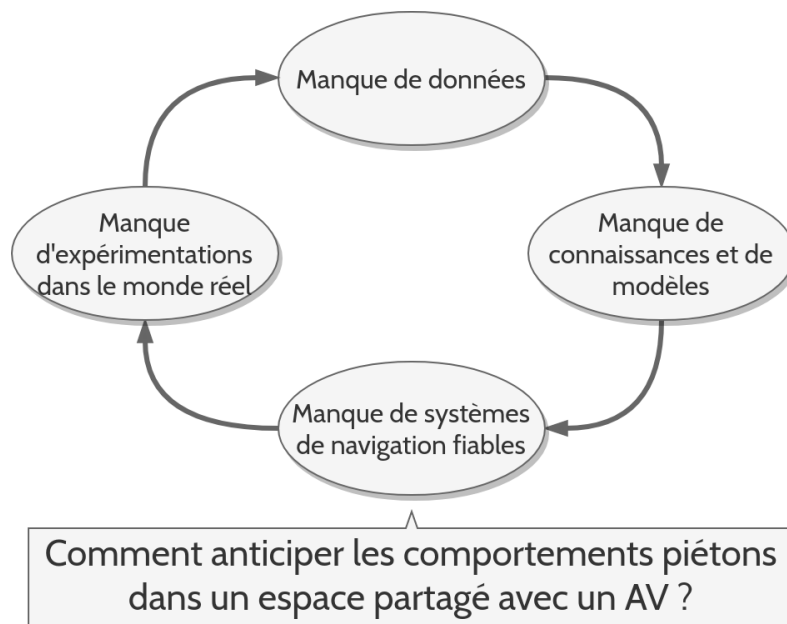 Manque de données
Manque
d'expérimentations
dans le monde réel
Manque de
connaissances et de
modèles
Manque de systèmes
de navigation fiables
Comment anticiper les comportements piétons
dans un espace partagé avec un AV ?